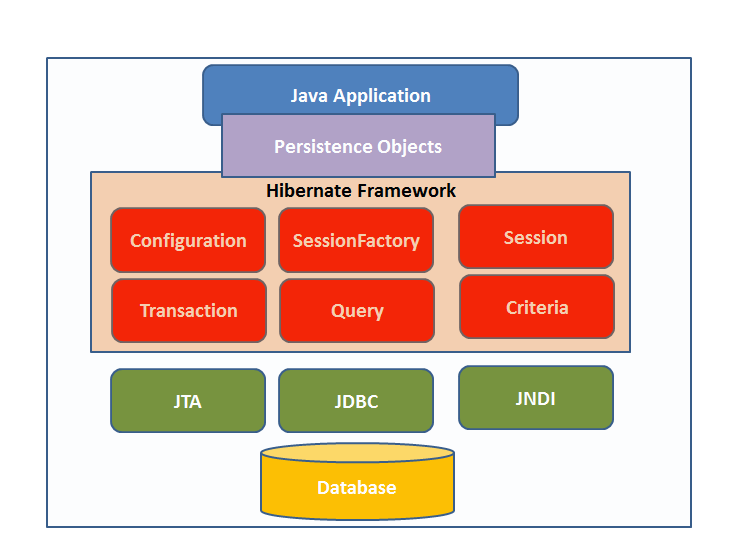 Java Application
Persistence Objects
Hibernate Framework
Configuration
SessionFactory
Session
Transaction
Query
Criteria
JTA
JDBC
JNDI
Database